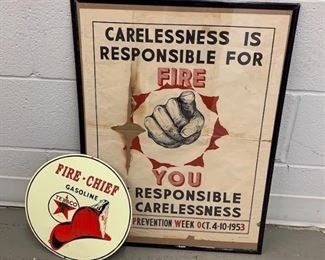 CARELESSNESS IS
RESPONSIBLE FOR
FIRE
YOU
RESPONSIBLE
CARELESSNESS
PREVENTION WEEK OCT. 4-10-1953
FIRE-CHIEF
GASOLINE
TEXACO